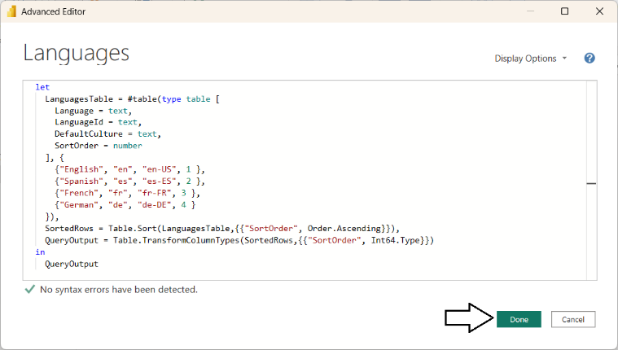 Advanced Editor
Languages
Display Options
?
let
LanguagesTable = #table(type table [
Language = text,
LanguageId = text,
DefaultCulture = text,
SortOrder = number
], {
{"English", "en", "en-US", 1 },
{"Spanish", "es", "es-ES", 2 },
{"French", "fr", "fr-FR", 3 },
{"German", "de", "de-DE", 4 }
}),
SortedRows = Table.Sort(LanguagesTable,{{"SortOrder", Order.Ascending}}),
QueryOutput = Table.TransformColumnTypes(SortedRows,{{"SortOrder", Int64.Type}})
in
QueryOutput
No syntax errors have been detected.
Done
Cancel